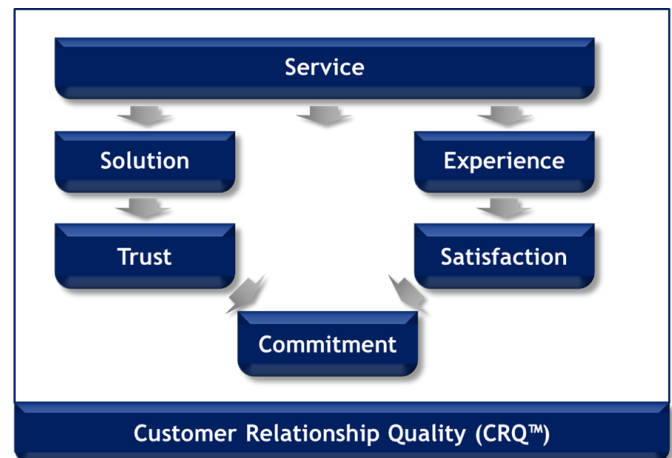 Service
Solution
Experience
Trust
Satisfaction
Commitment
Customer Relationship Quality (CRQ™)